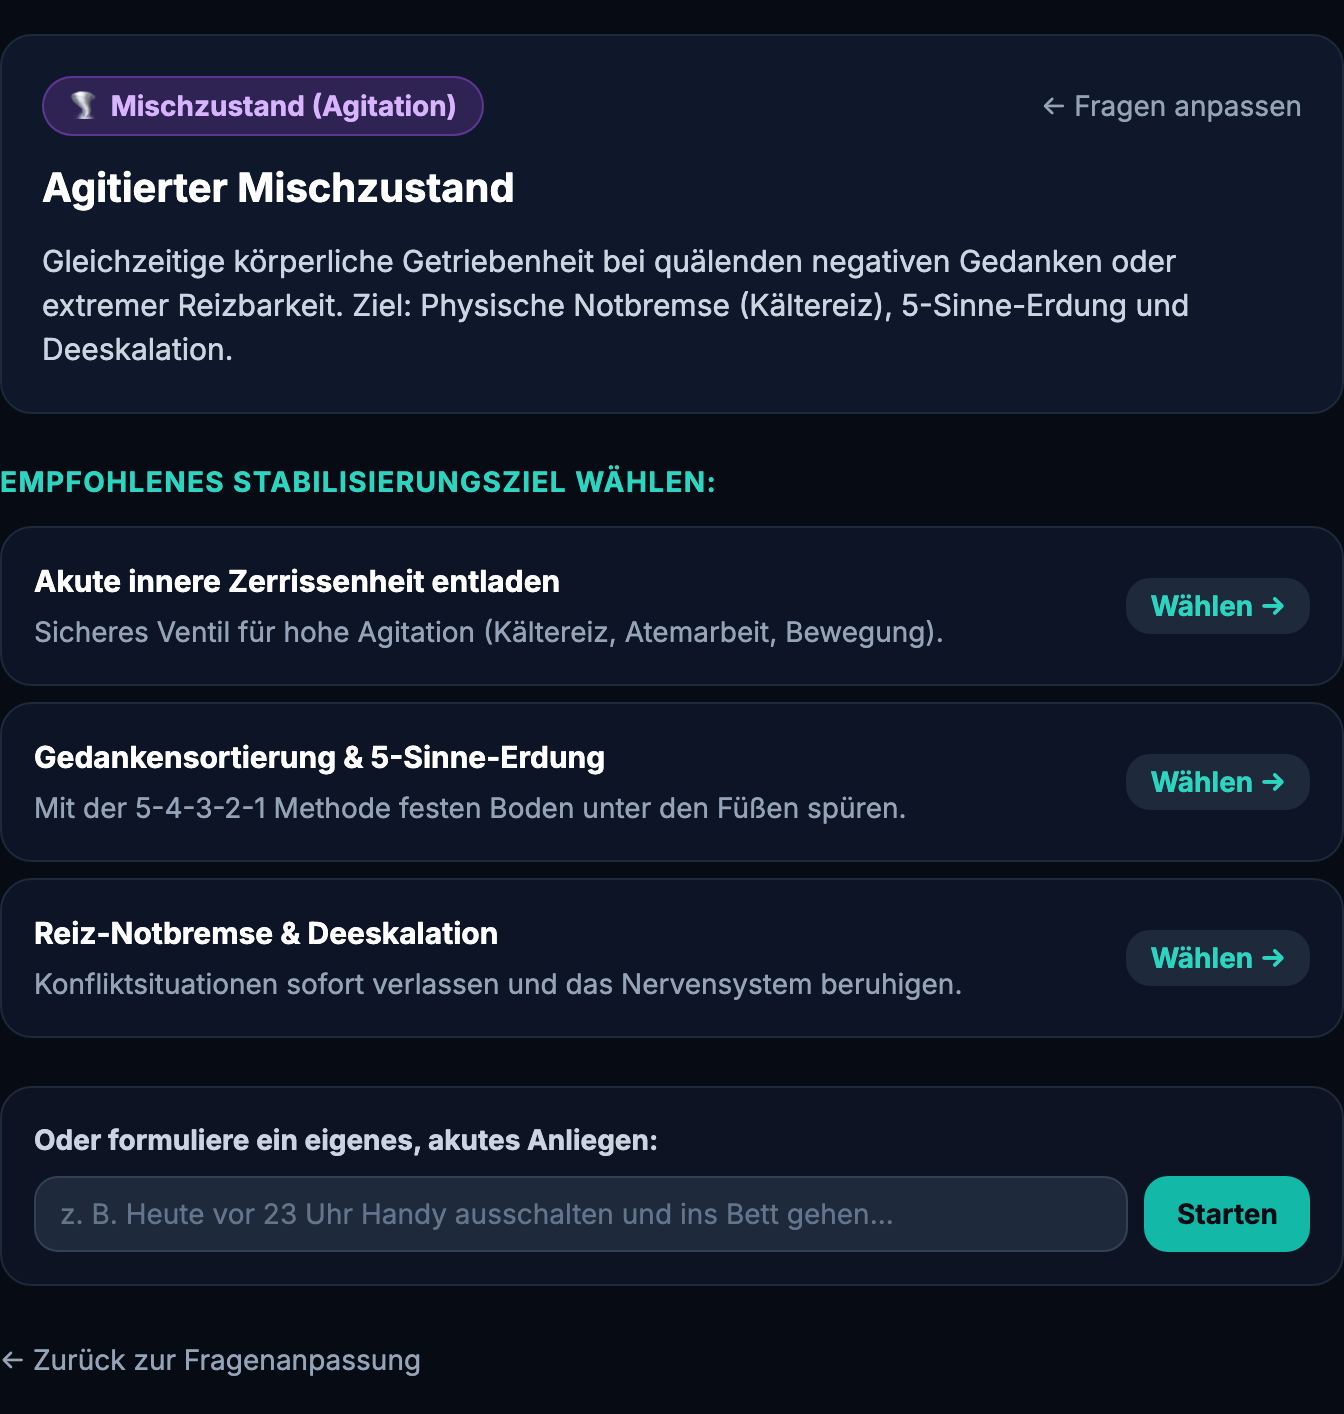 Mischzustand (Agitation)
← Fragen anpassen
Agitierter Mischzustand
Gleichzeitige körperliche Getriebenheit bei quälenden negativen Gedanken oder
extremer Reizbarkeit. Ziel: Physische Notbremse (Kältereiz), 5-Sinne-Erdung und
Deeskalation.
EMPFOHLENES STABILISIERUNGSZIEL WÄHLEN:
Akute innere Zerrissenheit entladen
Sicheres Ventil für hohe Agitation (Kältereiz, Atemarbeit, Bewegung).
Wählen →
Gedankensortierung & 5-Sinne-Erdung
Mit der 5-4-3-2-1 Methode festen Boden unter den Füßen spüren.
Wählen →
Reiz-Notbremse & Deeskalation
Konfliktsituationen sofort verlassen und das Nervensystem beruhigen.
Wählen →
Oder formuliere ein eigenes, akutes Anliegen:
z. B. Heute vor 23 Uhr Handy ausschalten und ins Bett gehen...
Starten
← Zurück zur Fragenanpassung